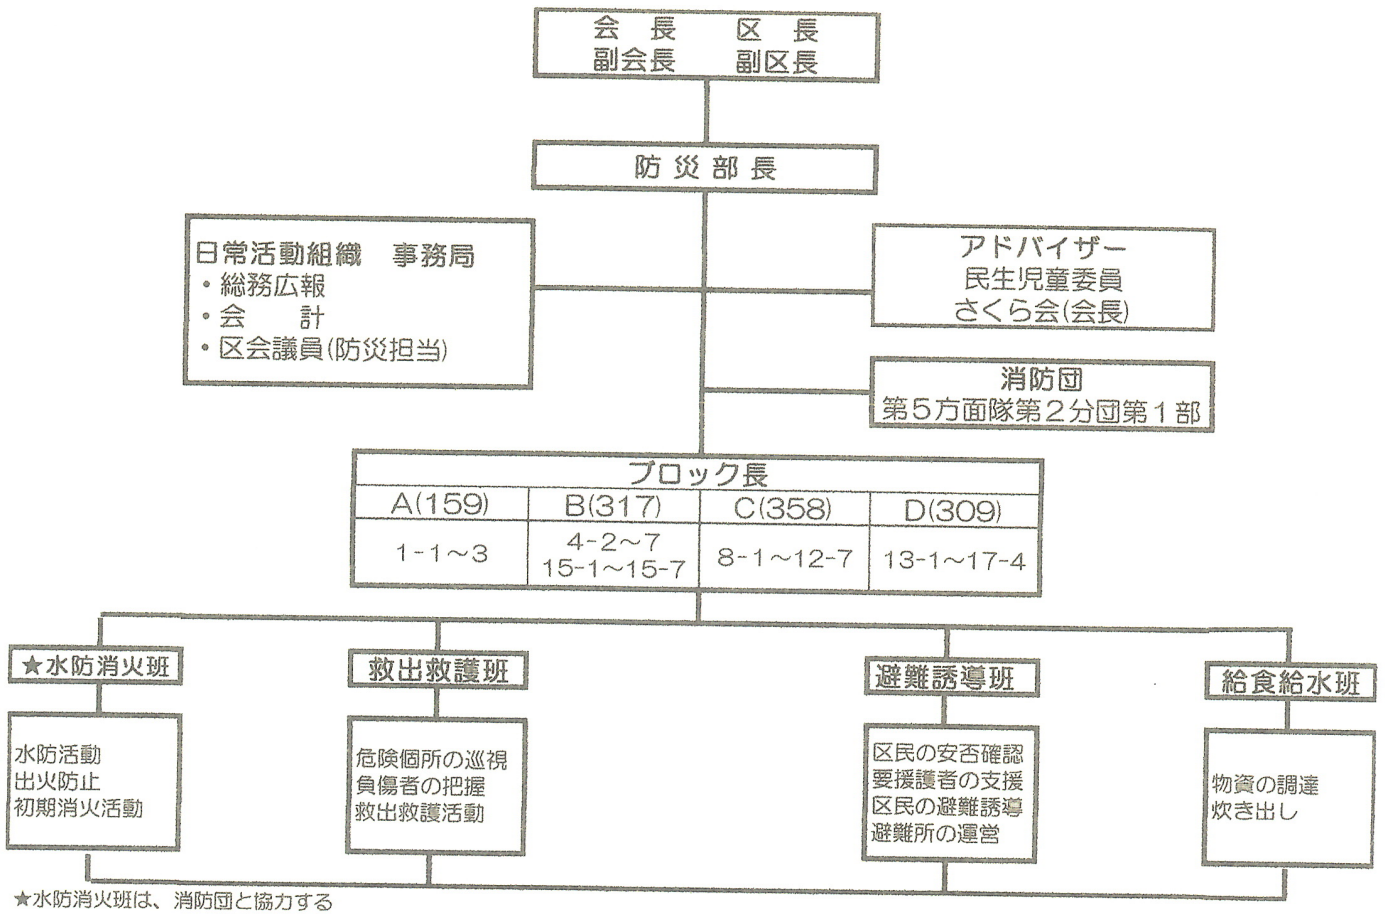 会　長　　区　長
副会長　　副区長
防 災 部 長
日常活動組織　事務局
・総務広報
・会　　計
・区会議員(防災担当)
アドバイザー
民生児童委員
さくら会(会長)
消防団
第５方面隊第２分団第１部
ブロック長
A(159)　B(317)　C(358)　D(309)
1-1～3　4-2～7　8-1～12-7　13-1～17-4
15-1～15-7
★水防消火班
水防活動
出火防止
初期消火活動
救出救護班
危険個所の巡視
負傷者の把握
救出救護活動
避難誘導班
区民の安否確認
要援護者の支援
区民の避難誘導
避難所の運営
給食給水班
物資の調達
炊き出し
★水防消火班は、消防団と協力する